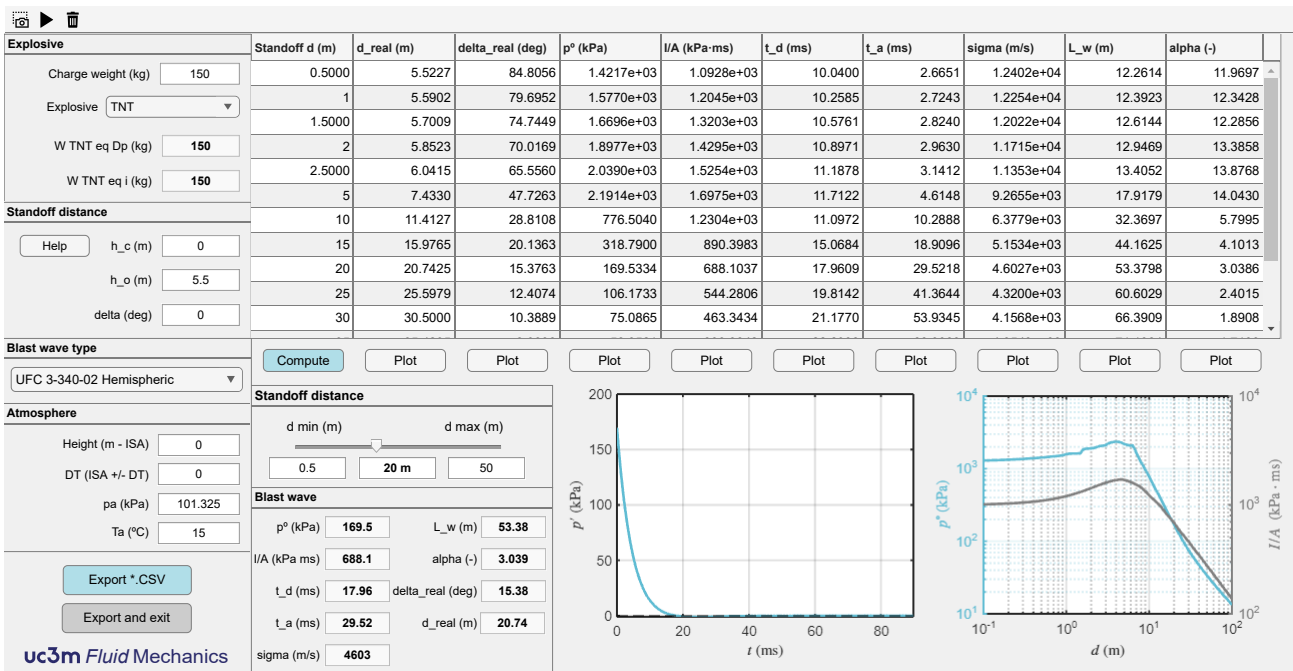 Explosive
Charge weight (kg) 150
Explosive TNT
W TNT eq Dp (kg) 150
W TNT eq i (kg) 150
Standoff distance
Help h_c (m) 0
h_o (m) 5.5
delta (deg) 0
Blast wave type
UFC 3-340-02 Hemispheric
Atmosphere
Height (m - ISA) 0
DT (ISA +/- DT) 0
pa (kPa) 101.325
Ta (ºC) 15
Export *.CSV
Export and exit
uc3m Fluid Mechanics
Standoff d (m) d_real (m) delta_real (deg) pº (kPa) I/A (kPa·ms) t_d (ms) t_a (ms) sigma (m/s) L_w (m) alpha (-)
0.5000 5.5227 84.8056 1.4217e+03 1.0928e+03 10.0400 2.6651 1.2402e+04 12.2614 11.9697
1 5.5902 79.6952 1.5770e+03 1.2045e+03 10.2585 2.7243 1.2254e+04 12.3923 12.3428
1.5000 5.7009 74.7449 1.6696e+03 1.3203e+03 10.5761 2.8240 1.2022e+04 12.6144 12.2856
2 5.8523 70.0169 1.8977e+03 1.4295e+03 10.8971 2.9630 1.1715e+04 12.9469 13.3858
2.5000 6.0415 65.5560 2.0390e+03 1.5254e+03 11.1878 3.1412 1.1353e+04 13.4052 13.8768
5 7.4330 47.7263 2.1914e+03 1.6975e+03 11.7122 4.6148 9.2655e+03 17.9179 14.0430
10 11.4127 28.8108 776.5040 1.2304e+03 11.0972 10.2888 6.3779e+03 32.3697 5.7995
15 15.9765 20.1363 318.7900 890.3983 15.0684 18.9096 5.1534e+03 44.1625 4.1013
20 20.7425 15.3763 169.5334 688.1037 17.9609 29.5218 4.6027e+03 53.3798 3.0386
25 25.5979 12.4074 106.1733 544.2806 19.8142 41.3644 4.3200e+03 60.6029 2.4015
30 30.5000 10.3889 75.0865 463.3434 21.1770 53.9345 4.1568e+03 66.3909 1.8908
Compute Plot Plot Plot Plot Plot Plot Plot Plot Plot
Standoff distance
d min (m) d max (m)
0.5 20 m 50
Blast wave
pº (kPa) 169.5 L_w (m) 53.38
I/A (kPa ms) 688.1 alpha (-) 3.039
t_d (ms) 17.96 delta_real (deg) 15.38
t_a (ms) 29.52 d_real (m) 20.74
sigma (m/s) 4603
200
150
100
50
0
p' (kPa)
0 20 40 60 80
t (ms)
10⁴
10³
10²
10¹
p° (kPa)
10⁴
10³
10²
I/A (kPa · ms)
10⁻¹ 10⁰ 10¹ 10²
d (m)